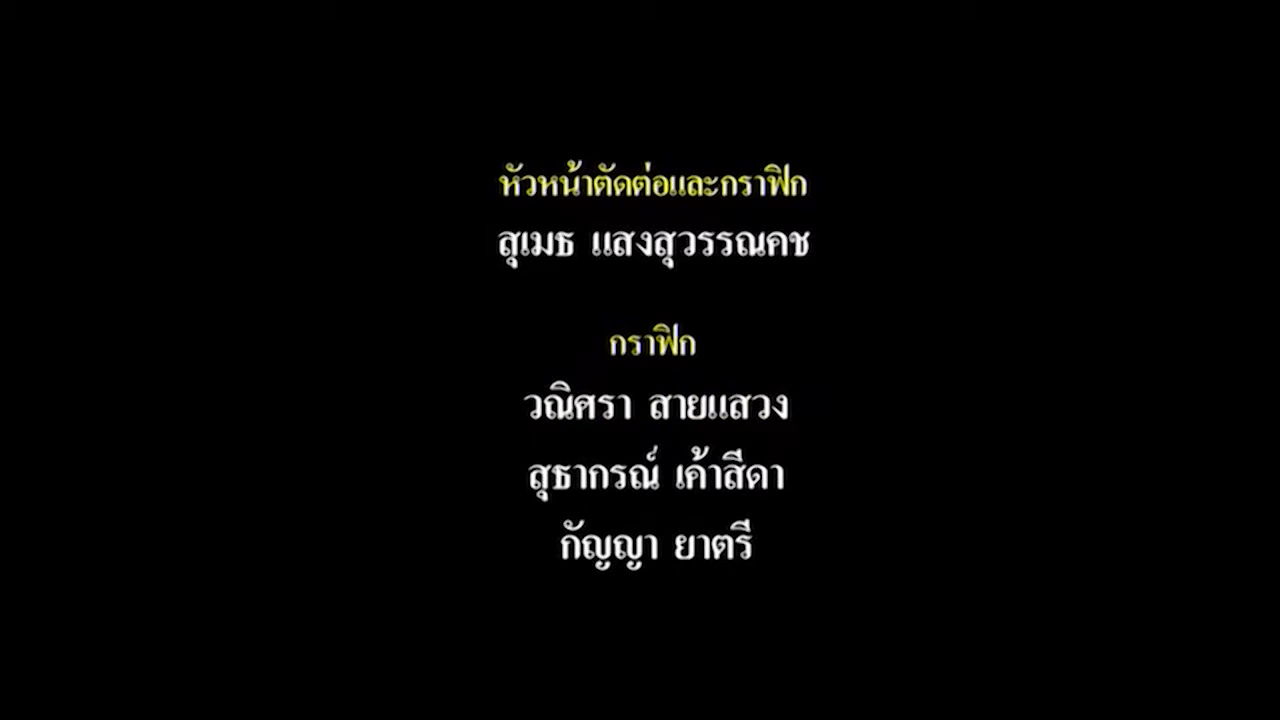 หัวหน้าตัดต่อและกราฟิก
สุเมธ แสงสุวรรณคช
กราฟิก
วณิศรา สายแสวง
สุธากรณ์ เค้าสีดา
กัญญา ยาตรี